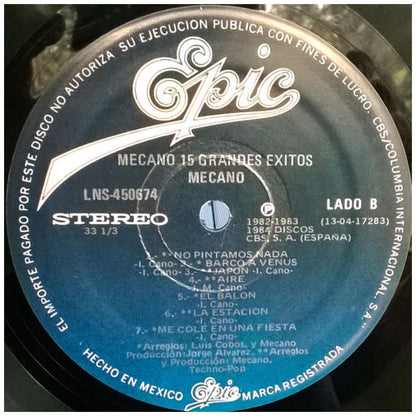 EL IMPORTE PAGADO POR ESTE DISCO NO AUTORIZA SU EJECUCION PUBLICA CON FINES DE LUCRO. CBS/COLUMBIA INTERNATIONAL, S.A.
Epic
MECANO 15 GRANDES EXITOS
MECANO
LNS-450674
LADO B
STEREO
33 1/3
℗
1982-1983 (13-04-17283)
1984 DISCOS
CBS, S. A. (ESPAÑA)
1.- **NO PINTAMOS NADA
-I. Cano- 2.- *BARCO A VENUS
-I. Cano- 3.- *JAPON -I. Cano-
4.- **AIRE
-J. M. Cano-
5.- *EL BALON
-I. Cano-
6.- *LA ESTACION
-I. Cano-
7.- *ME COLE EN UNA FIESTA
-I. Cano-
*Arreglos: Luis Cobos, y Mecano
Producción: Jorge Alvarez. **Arreglos
y Producción: Mecano.
Techno-Pop
HECHO EN MEXICO Epic MARCA REGISTRADA